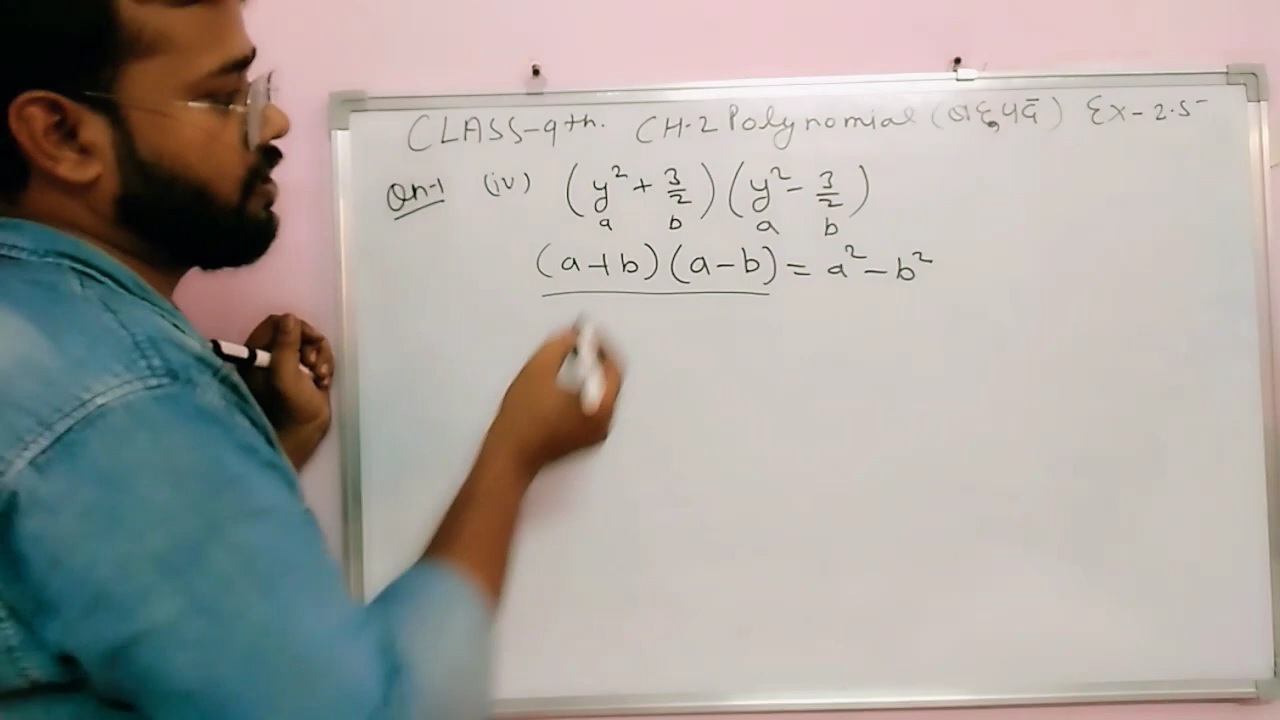 CLASS-9th. CH-2 Polynomial (बहुपद) Ex-2.5
Qn-1 (iv) (y² + 3/2) (y² - 3/2)
a b a b
(a+b) (a-b) = a² - b²